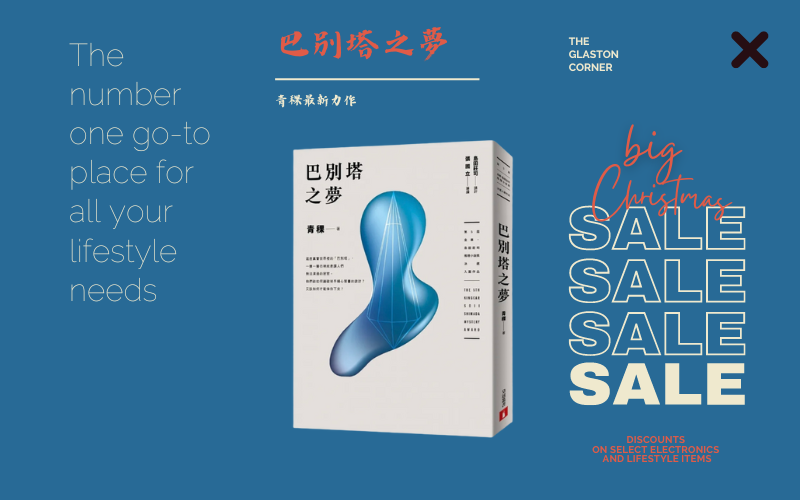 The
number
one go-to
place for
all your
lifestyle
needs
巴別塔之夢
青稞最新力作
巴別塔
之夢
青稞
巴別塔之夢
青稞
THE
GLASTON
CORNER
big
Christmas
SALE
SALE
SALE
SALE
DISCOUNTS
ON SELECT ELECTRONICS
AND LIFESTYLE ITEMS